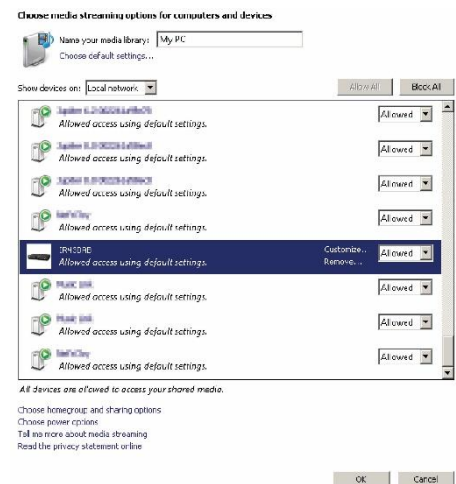 Choose media streaming options for computers and devices
Name your media library: My PC
Choose default settings...
Show devices on: Local network
Allow All Block All
Allowed
Allowed access using default settings.
Allowed
Allowed access using default settings.
Allowed
Allowed access using default settings.
Allowed
Allowed access using default settings.
Customize...
Allowed
Allowed access using default settings.
Remove...
Allowed
Allowed access using default settings.
Allowed
Allowed access using default settings.
Allowed
Allowed access using default settings.
All devices are allowed to access your shared media.
Choose homegroup and sharing options
Choose power options
Tell me more about media streaming
Read the privacy statement online
OK Cancel